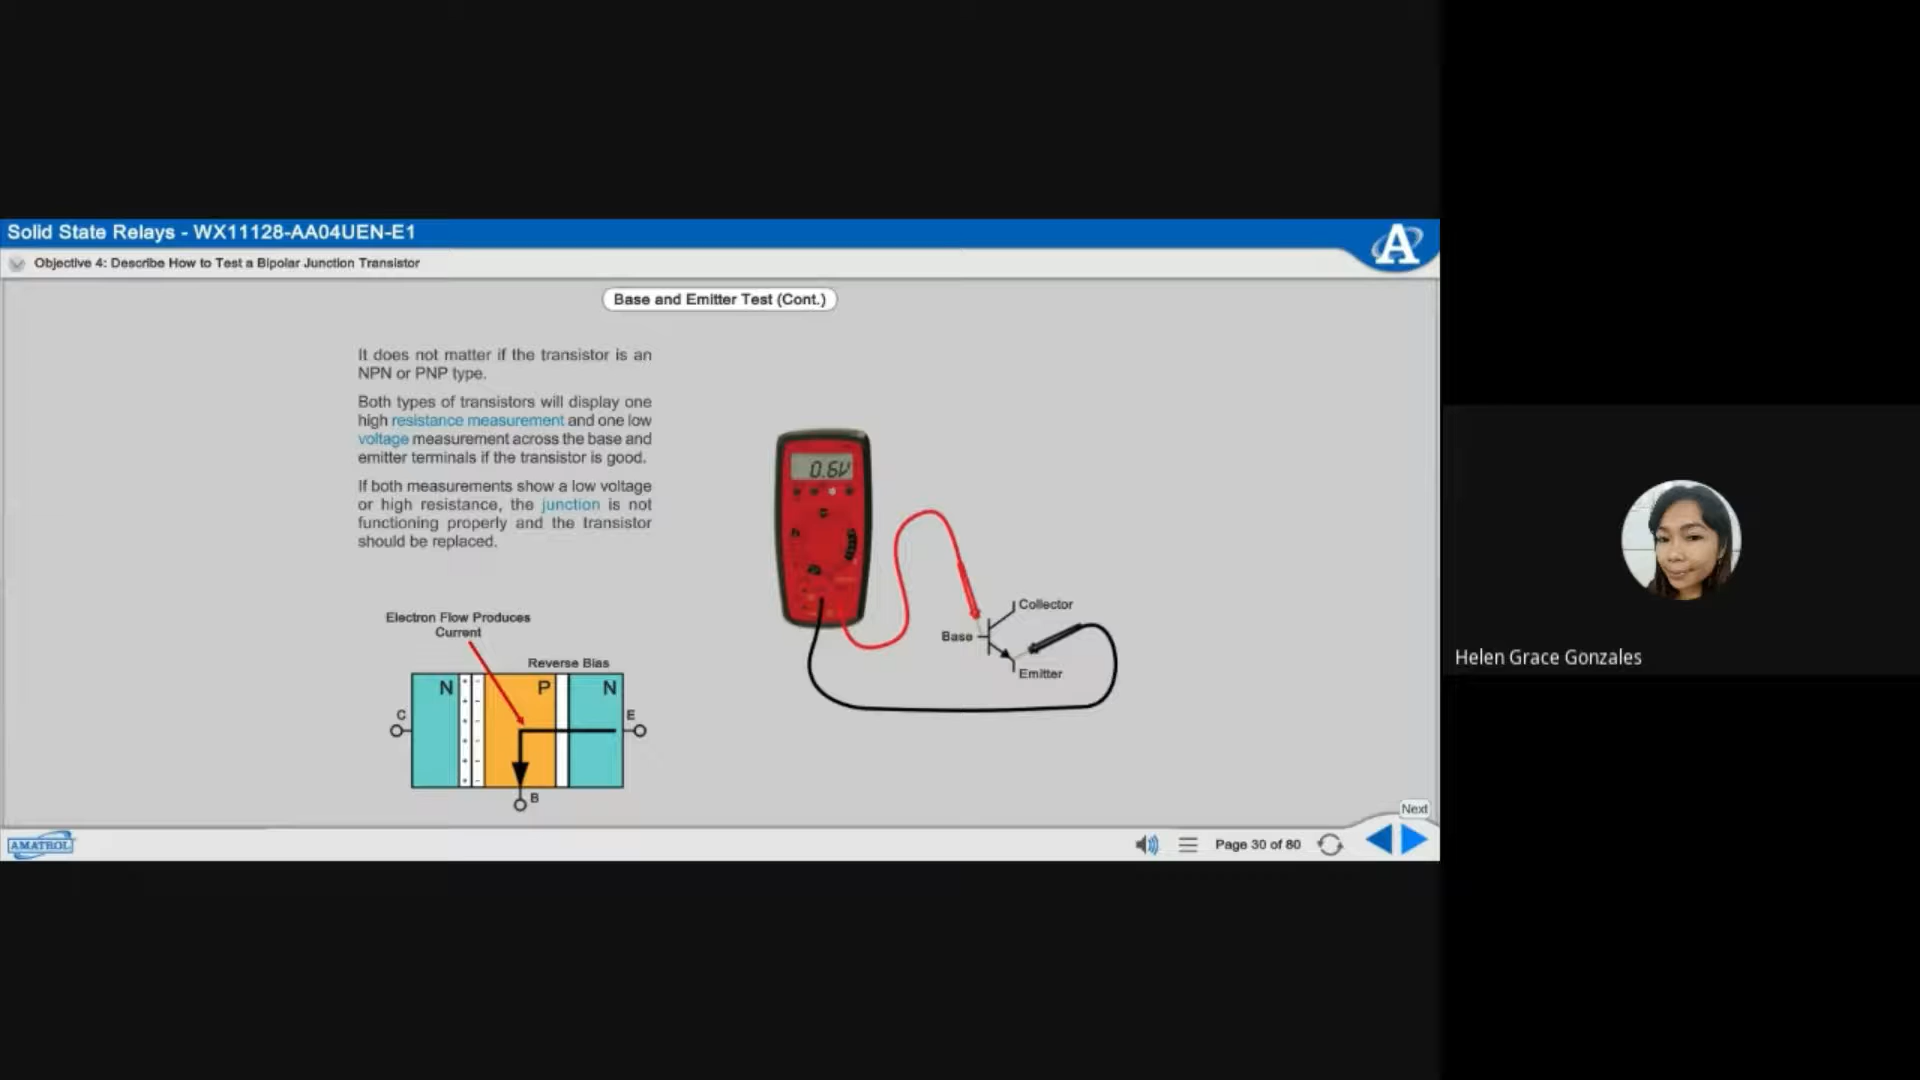 Solid State Relays - WX11128-AA04UEN-E1
Objective 4: Describe How to Test a Bipolar Junction Transistor
A
Base and Emitter Test (Cont.)
It does not matter if the transistor is an
NPN or PNP type.
Both types of transistors will display one
high resistance measurement and one low
voltage measurement across the base and
emitter terminals if the transistor is good.
If both measurements show a low voltage
or high resistance, the junction is not
functioning properly and the transistor
should be replaced.
0.6V
Collector
Base
Emitter
Electron Flow Produces
Current
Reverse Bias
N
P
N
C
E
B
Helen Grace Gonzales
Next
AMATROL
Page 30 of 80